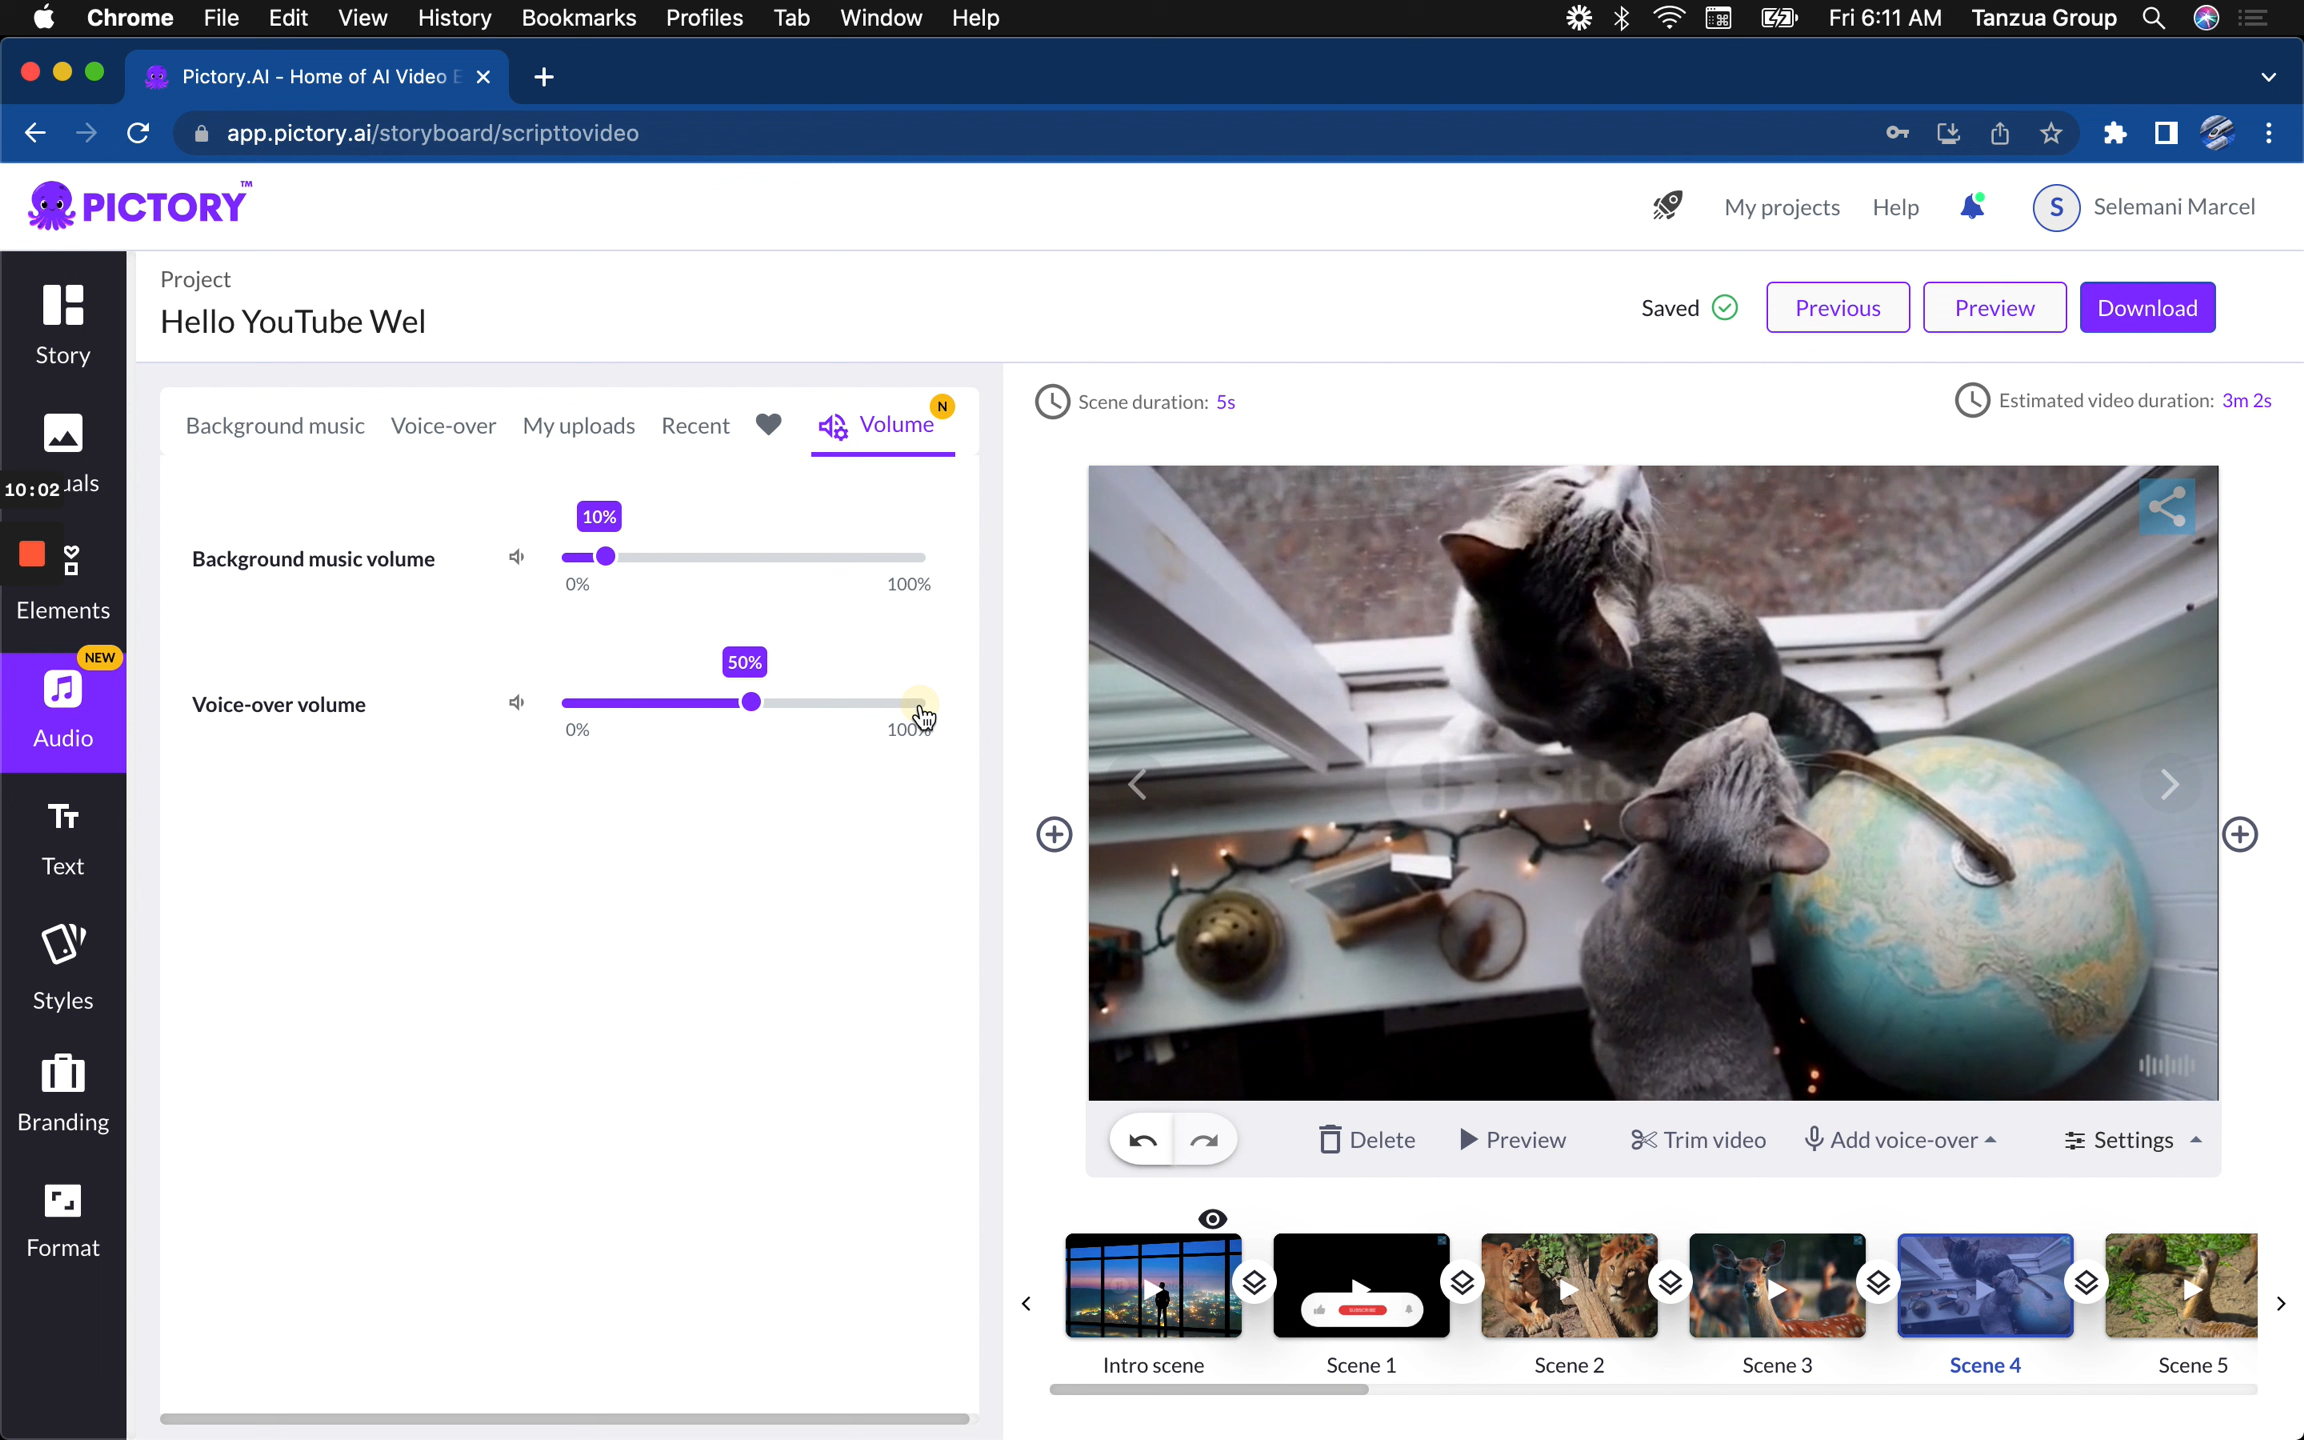 Chrome File Edit View History Bookmarks Profiles Tab Window Help Fri 6:11 AM Tanzua Group
Pictory.AI - Home of AI Video E
app.pictory.ai/storyboard/scripttovideo
PICTORY™
My projects Help S Selemani Marcel
Project
Hello YouTube Wel
Saved Previous Preview Download
Story
10:02 uals
Elements
NEW
Audio
Text
Styles
Branding
Format
Background music Voice-over My uploads Recent Volume N
10%
Background music volume
0% 100%
50%
Voice-over volume
0% 100%
Scene duration: 5s
Estimated video duration: 3m 2s
Delete Preview Trim video Add voice-over Settings
SUBSCRIBE
Intro scene Scene 1 Scene 2 Scene 3 Scene 4 Scene 5